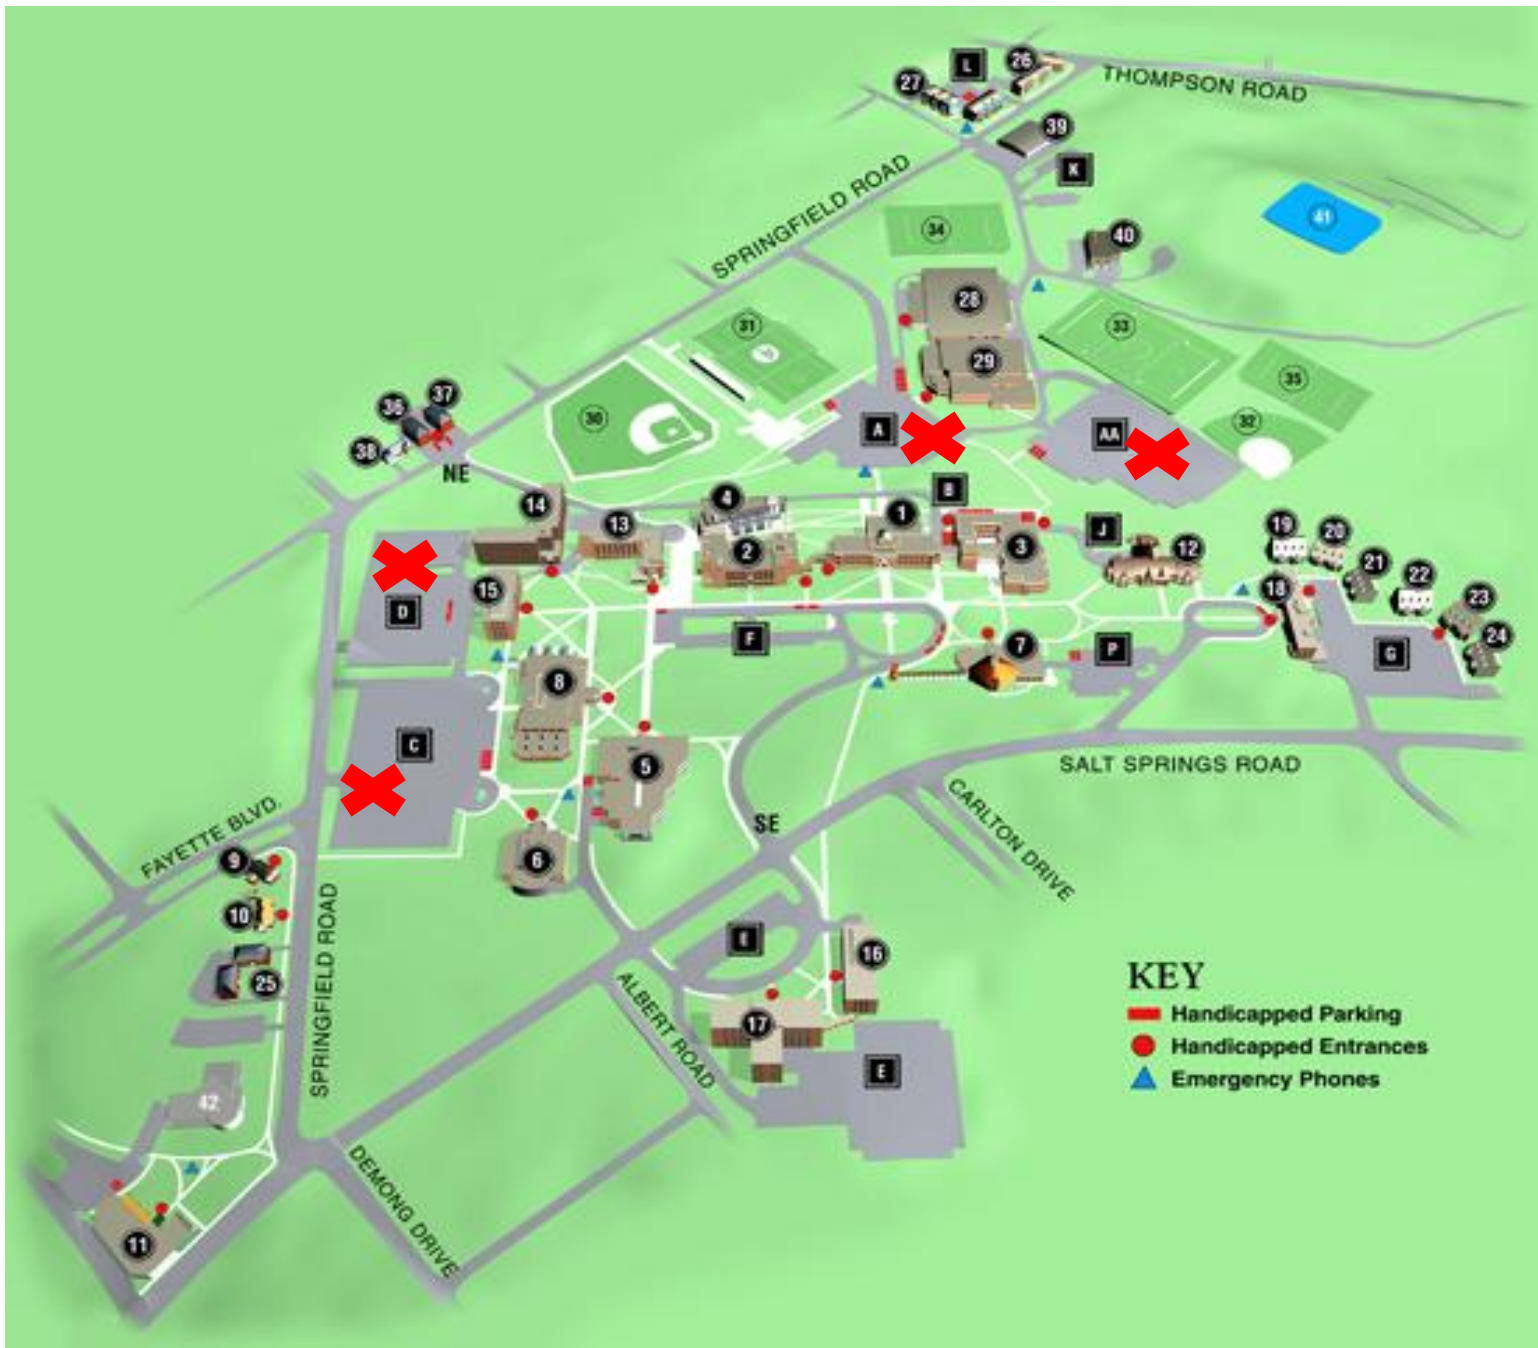 L
26
27
THOMPSON ROAD
39
K
SPRINGFIELD ROAD
41
34
40
28
31
33
29
35
37
36
30
A
AA
32
38
NE
B
14
4
1
13
J
19
20
2
3
12
21
15
22
18
23
D
F
7
P
24
G
8
C
5
SALT SPRINGS ROAD
FAYETTE BLVD.
CARLTON DRIVE
SE
9
6
10
SPRINGFIELD ROAD
E
16
25
ALBERT ROAD
KEY
Handicapped Parking
17
Handicapped Entrances
E
Emergency Phones
42
DEMONG DRIVE
11